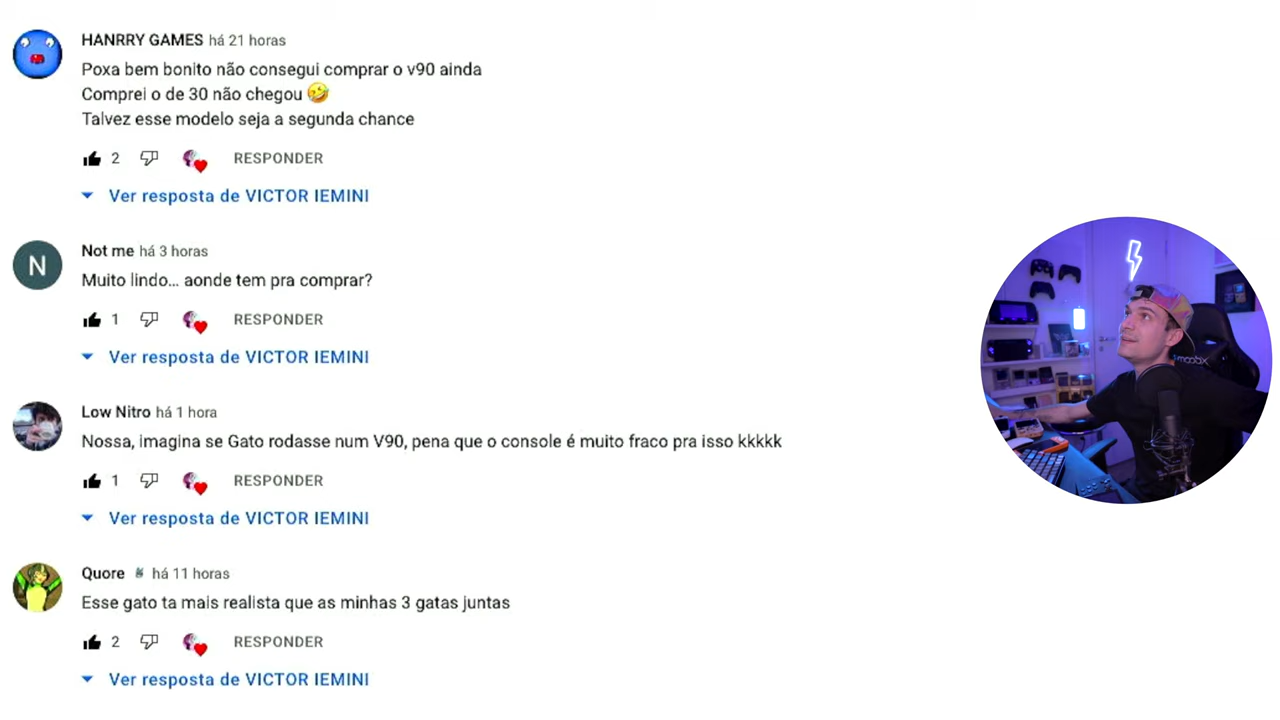 HANRRY GAMES há 21 horas
Poxa bem bonito não consegui comprar o v90 ainda
Comprei o de 30 não chegou 🤣
Talvez esse modelo seja a segunda chance
2 RESPONDER
Ver resposta de VICTOR IEMINI
N
Not me há 3 horas
Muito lindo... aonde tem pra comprar?
1 RESPONDER
Ver resposta de VICTOR IEMINI
Low Nitro há 1 hora
Nossa, imagina se Gato rodasse num V90, pena que o console é muito fraco pra isso kkkkk
1 RESPONDER
Ver resposta de VICTOR IEMINI
Quore há 11 horas
Esse gato ta mais realista que as minhas 3 gatas juntas
2 RESPONDER
Ver resposta de VICTOR IEMINI
moobx